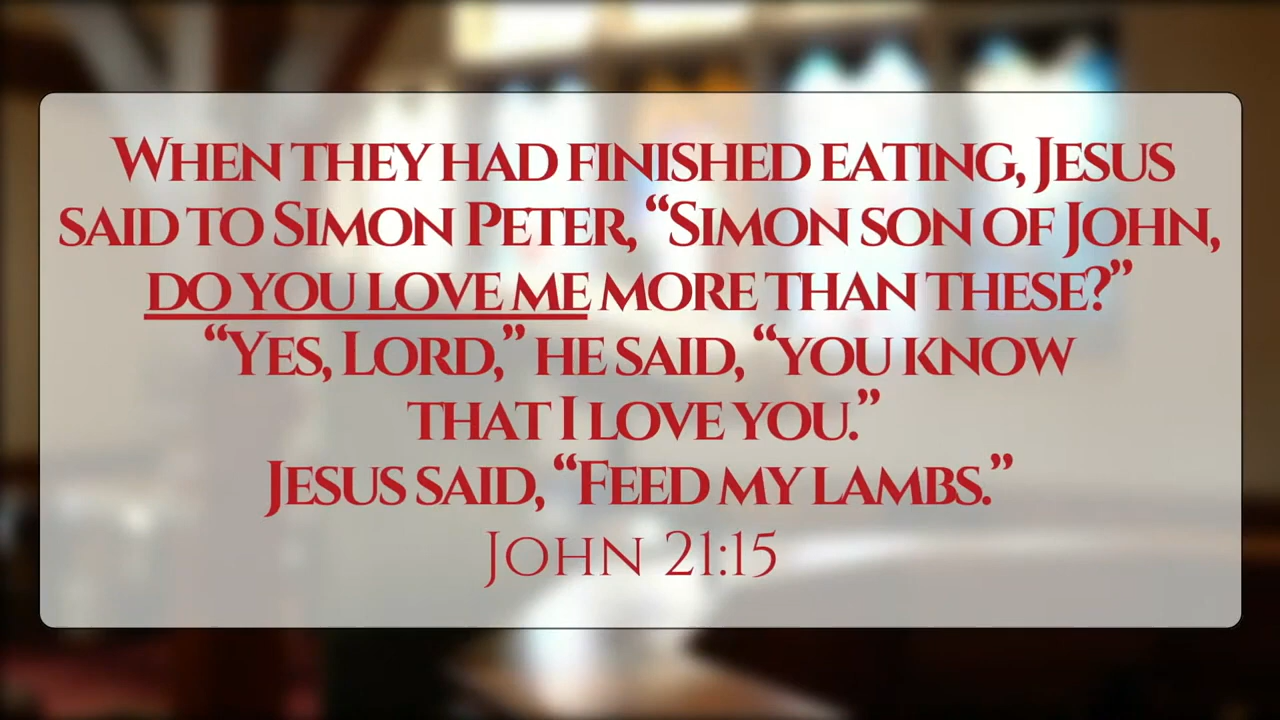 When they had finished eating, Jesus
said to Simon Peter, “Simon son of John,
do you love me more than these?”
“Yes, Lord,” he said, “you know
that I love you.”
Jesus said, “Feed my lambs.”
John 21:15